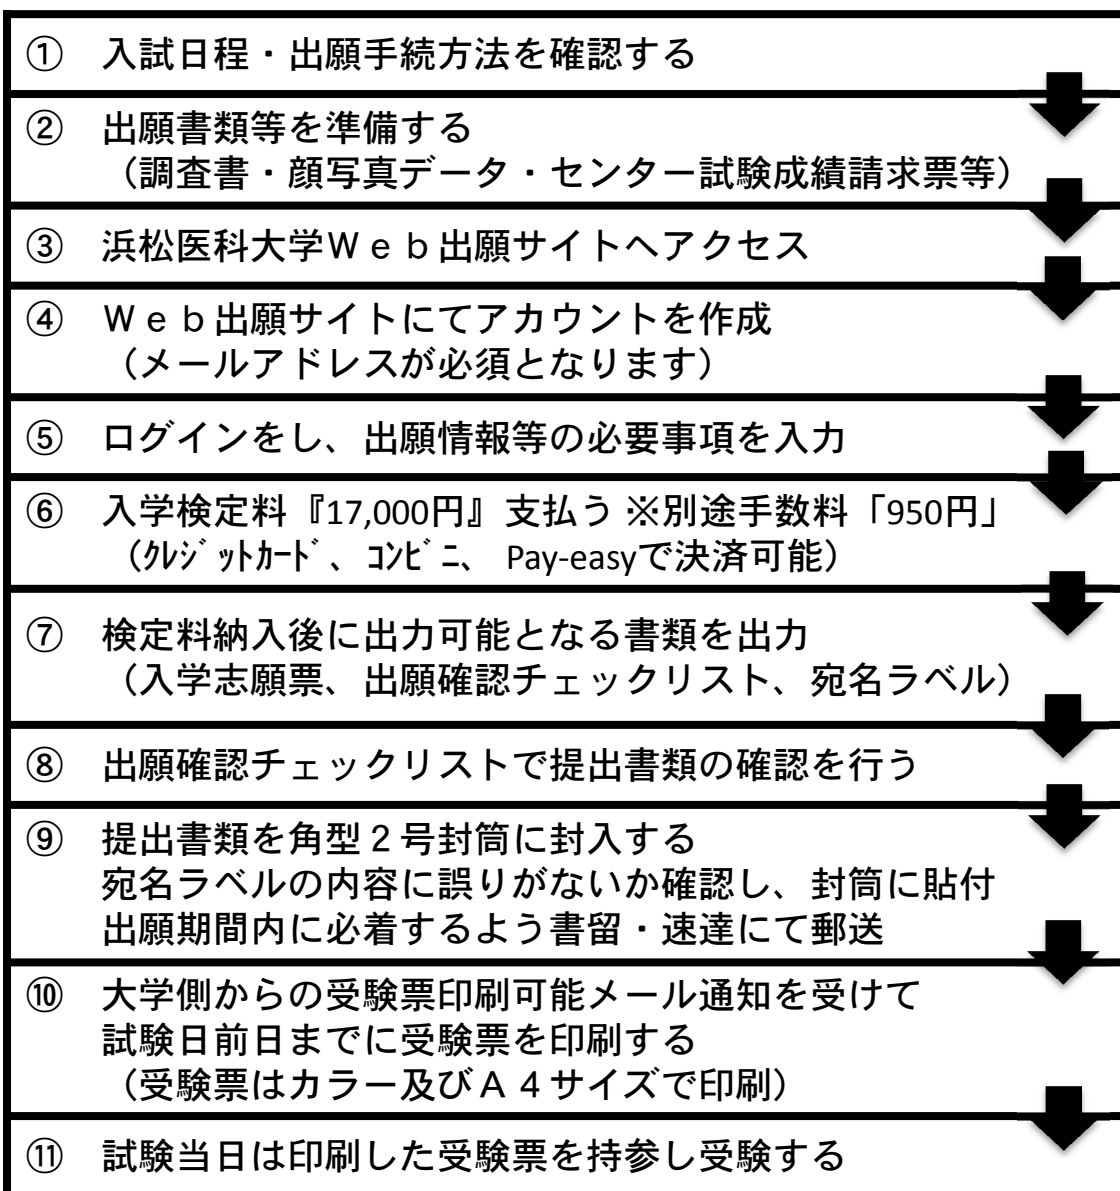 ① 入試日程・出願手続方法を確認する
② 出願書類等を準備する
（調査書・顔写真データ・センター試験成績請求票等）
③ 浜松医科大学Ｗｅｂ出願サイトへアクセス
④ Ｗｅｂ出願サイトにてアカウントを作成
（メールアドレスが必須となります）
⑤ ログインをし、出願情報等の必要事項を入力
⑥ 入学検定料『17,000円』支払う ※別途手数料「950円」
（ｸﾚｼﾞｯﾄｶｰﾄﾞ、ｺﾝﾋﾞﾆ、 Pay-easyで決済可能）
⑦ 検定料納入後に出力可能となる書類を出力
（入学志願票、出願確認チェックリスト、宛名ラベル）
⑧ 出願確認チェックリストで提出書類の確認を行う
⑨ 提出書類を角型２号封筒に封入する
宛名ラベルの内容に誤りがないか確認し、封筒に貼付
出願期間内に必着するよう書留・速達にて郵送
⑩ 大学側からの受験票印刷可能メール通知を受けて
試験日前日までに受験票を印刷する
（受験票はカラー及びＡ４サイズで印刷）
⑪ 試験当日は印刷した受験票を持参し受験する